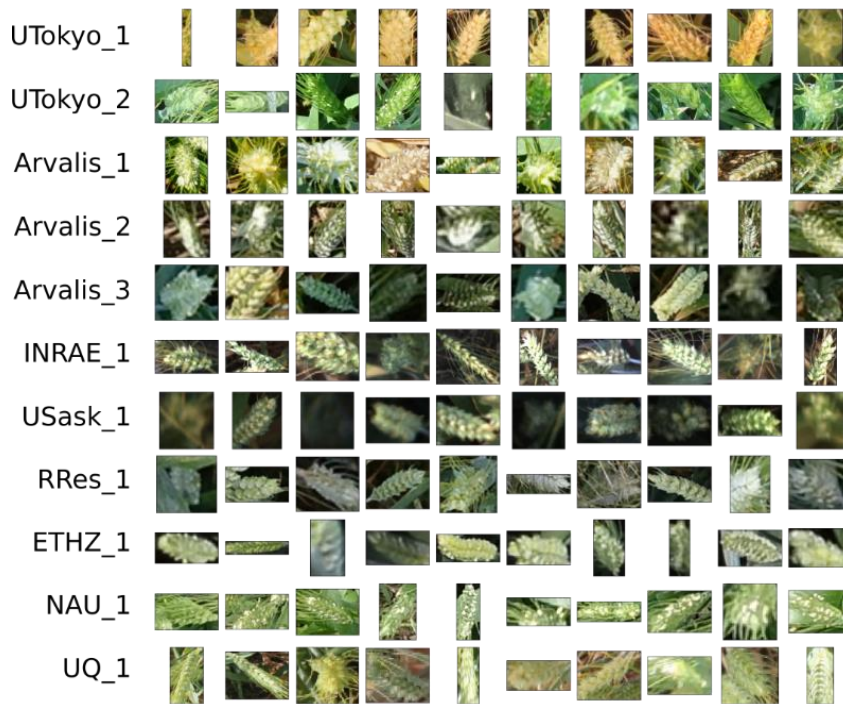 UTokyo_1
UTokyo_2
Arvalis_1
Arvalis_2
Arvalis_3
INRAE_1
USask_1
RRes_1
ETHZ_1
NAU_1
UQ_1